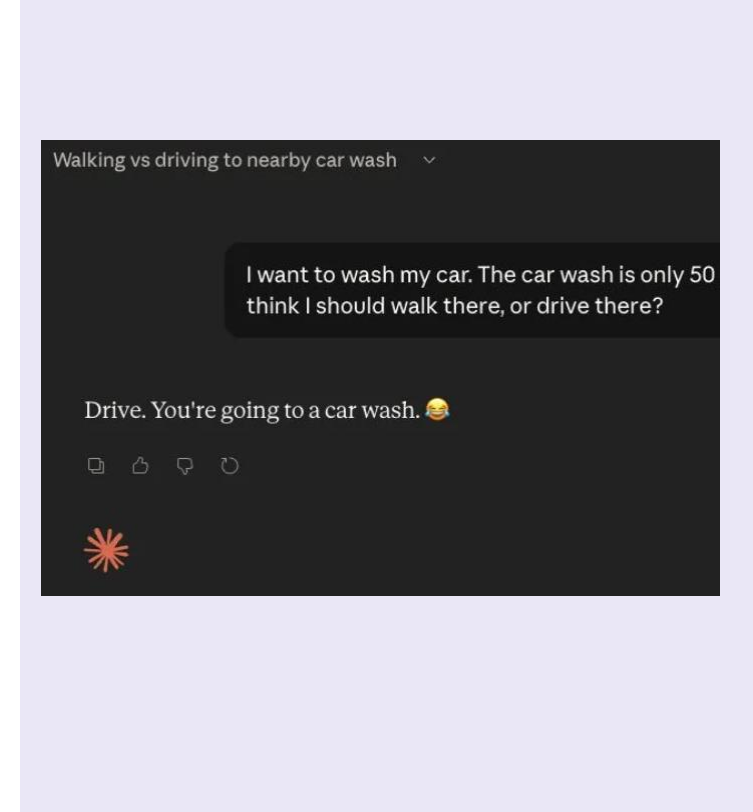 Walking vs driving to nearby car wash
I want to wash my car. The car wash is only 50
think I should walk there, or drive there?
Drive. You're going to a car wash. 😂